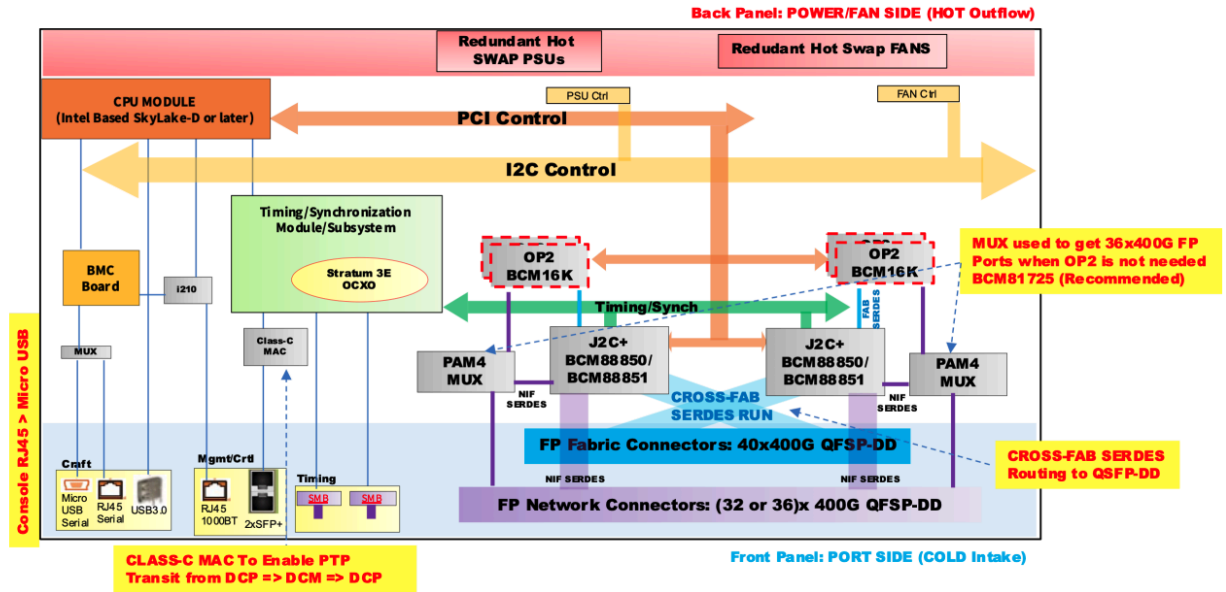 Back Panel: POWER/FAN SIDE (HOT Outflow)
Redundant Hot
SWAP PSUs
Redudant Hot Swap FANS
CPU MODULE
(Intel Based SkyLake-D or later)
PSU Ctrl
FAN Ctrl
PCI Control
I2C Control
Timing/Synchronization
Module/Subsystem
Stratum 3E
OCXO
BMC
Board
i210
MUX
Class-C
MAC
OP2
BCM16K
OP2
BCM16K
MUX used to get 36x400G FP
Ports when OP2 is not needed
BCM81725 (Recommended)
Timing/Synch
FAB
SERDES
J2C+
BCM88850/
BCM88851
J2C+
BCM88850/
BCM88851
PAM4
MUX
PAM4
MUX
NIF
SERDES
NIF
SERDES
CROSS-FAB
SERDES RUN
Console RJ45 > Micro USB
FP Fabric Connectors: 40x400G QFSP-DD
CROSS-FAB SERDES
Routing to QSFP-DD
NIF SERDES
NIF SERDES
FP Network Connectors: (32 or 36)x 400G QFSP-DD
Craft
Micro
USB
Serial
RJ45
Serial
USB3.0
Mgmt/Crtl
RJ45
1000BT
2xSFP+
Timing
SMB
SMB
CLASS-C MAC To Enable PTP
Transit from DCP => DCM => DCP
Front Panel: PORT SIDE (COLD Intake)